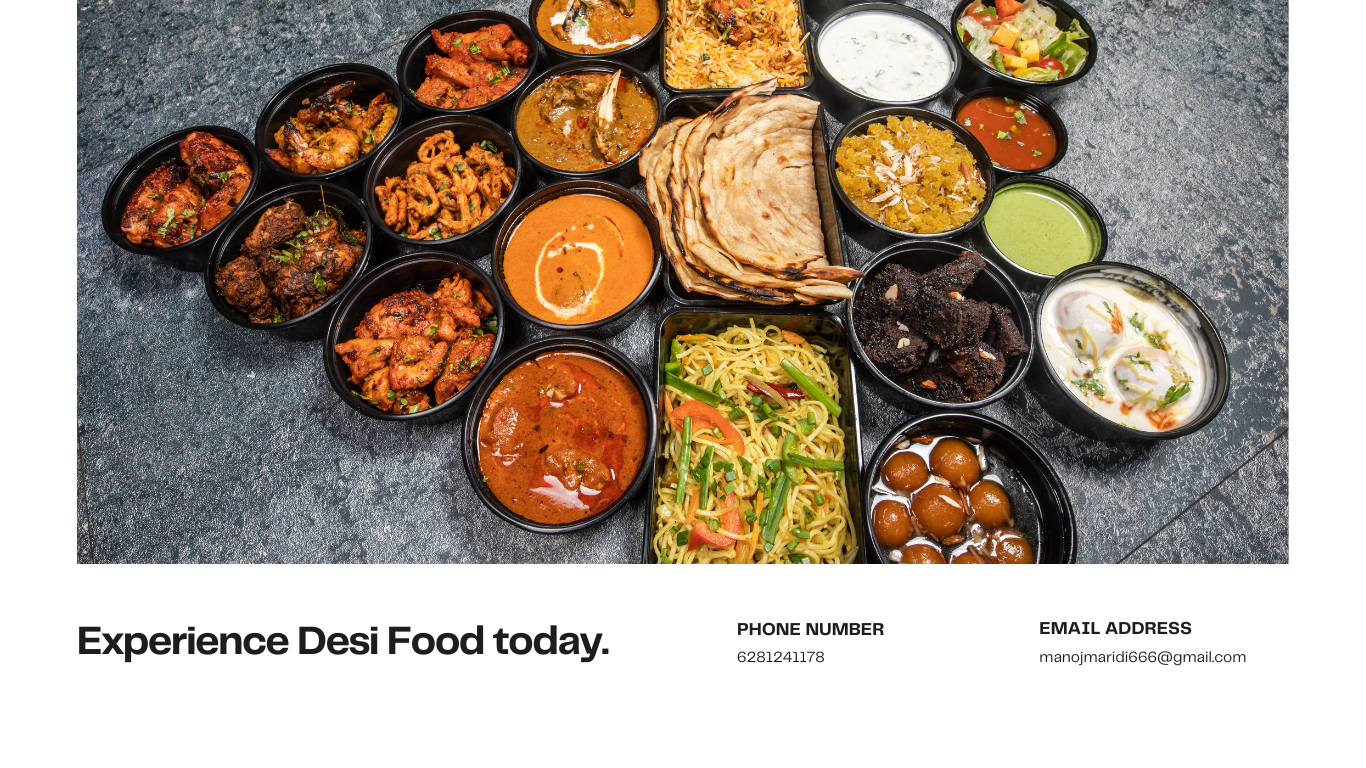 Experience Desi Food today.
PHONE NUMBER
6281241178
EMAIL ADDRESS
manojmaridi666@gmail.com